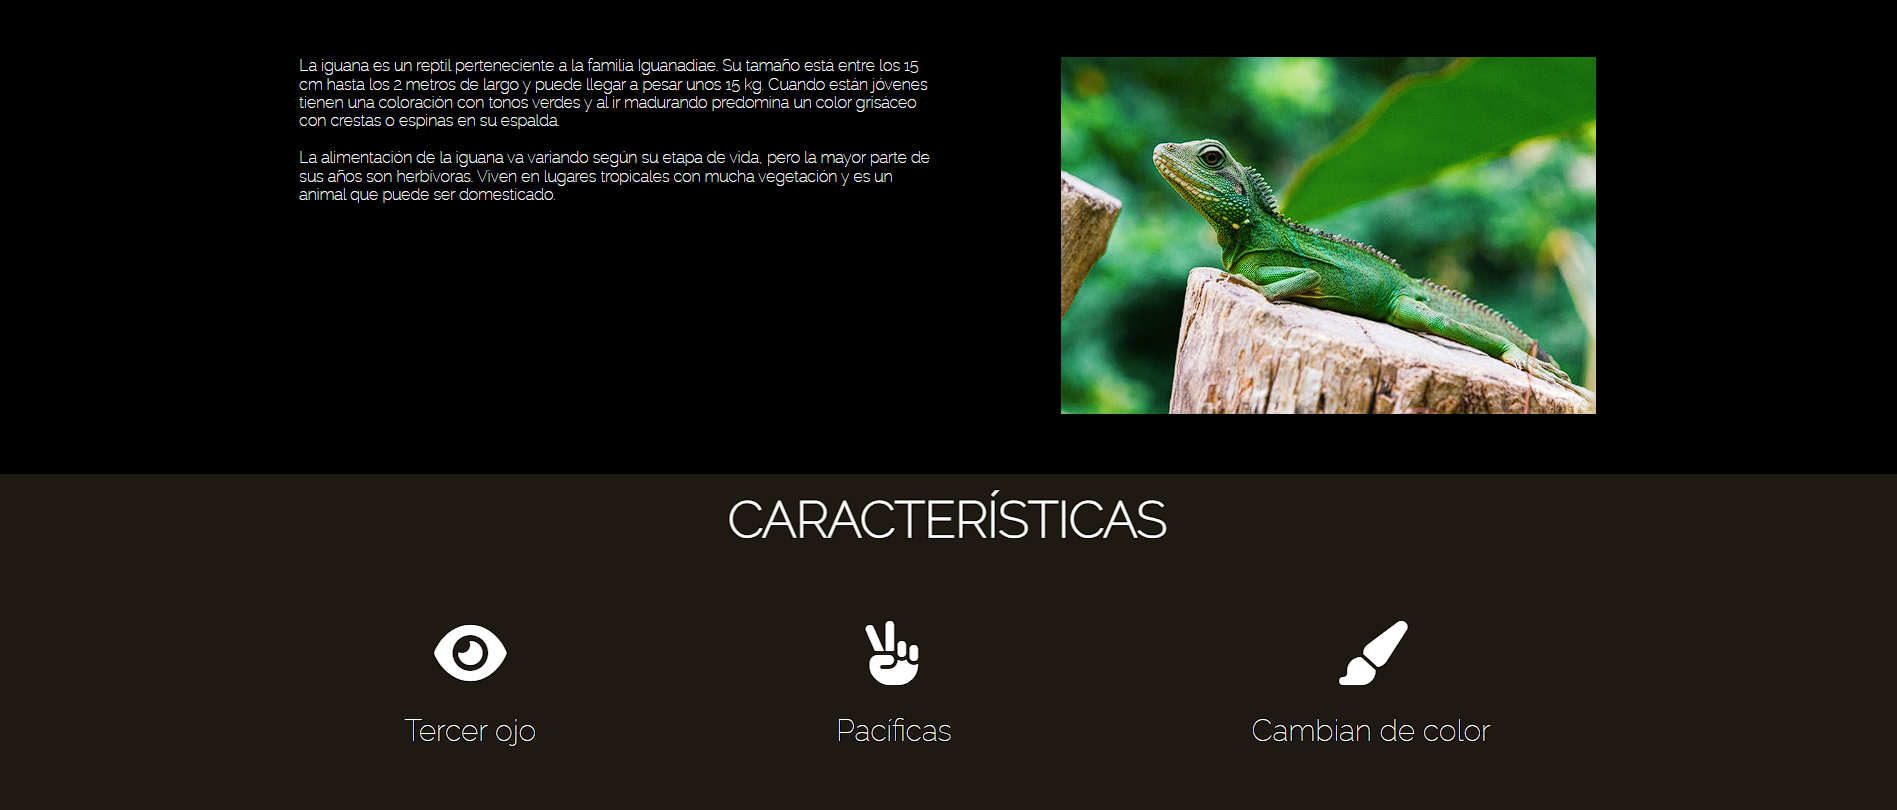 La iguana es un reptil perteneciente a la familia Iguanadiae. Su tamaño está entre los 15
cm hasta los 2 metros de largo y puede llegar a pesar unos 15 kg. Cuando están jóvenes
tienen una coloración con tonos verdes y al ir madurando predomina un color grisáceo
con crestas o espinas en su espalda.
La alimentación de la iguana va variando según su etapa de vida, pero la mayor parte de
sus años son herbívoras. Viven en lugares tropicales con mucha vegetación y es un
animal que puede ser domesticado.
CARACTERÍSTICAS
Tercer ojo
Pacíficas
Cambian de color